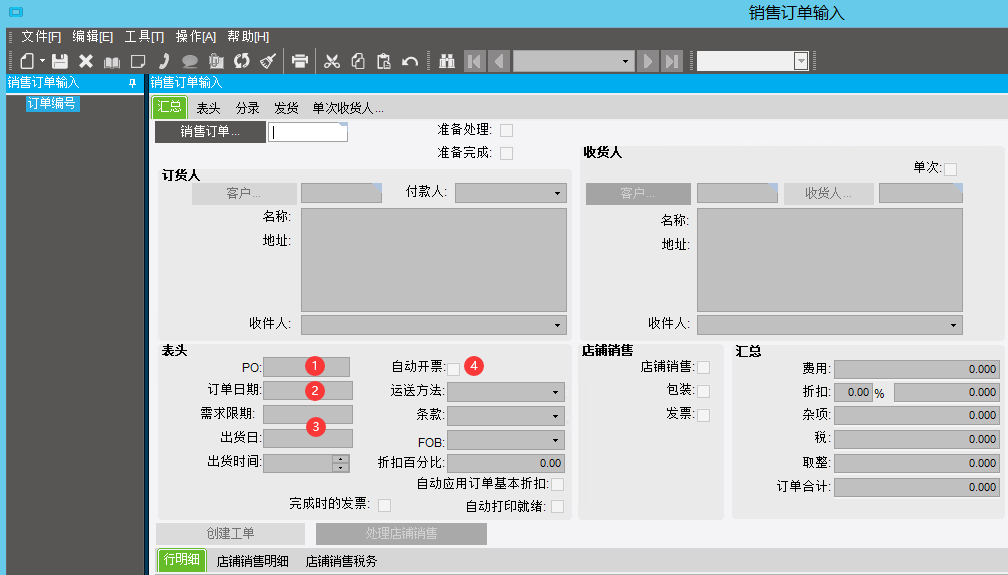 销售订单输入
文件[F] 编辑[E] 工具[T] 操作[A] 帮助[H]
销售订单输入
销售订单输入
订单编号
汇总 表头 分录 发货 单次收货人...
销售订单...
准备处理:
准备完成:
订货人
客户...
付款人:
名称:
地址:
收件人:
收货人
单次:
客户...
收货人...
名称:
地址:
收件人:
表头
PO: 1
订单日期: 2
需求限期:
3
出货日:
出货时间:
完成时的发票:
自动开票: 4
运送方法:
条款:
FOB:
折扣百分比: 0.00
自动应用订单基本折扣:
自动打印就绪:
店铺销售
店铺销售:
包装:
发票:
汇总
费用: 0.000
折扣: 0.00 % 0.000
杂项: 0.000
税: 0.000
取整: 0.000
订单合计: 0.000
创建工单 处理店铺销售
行明细 店铺销售明细 店铺销售税务